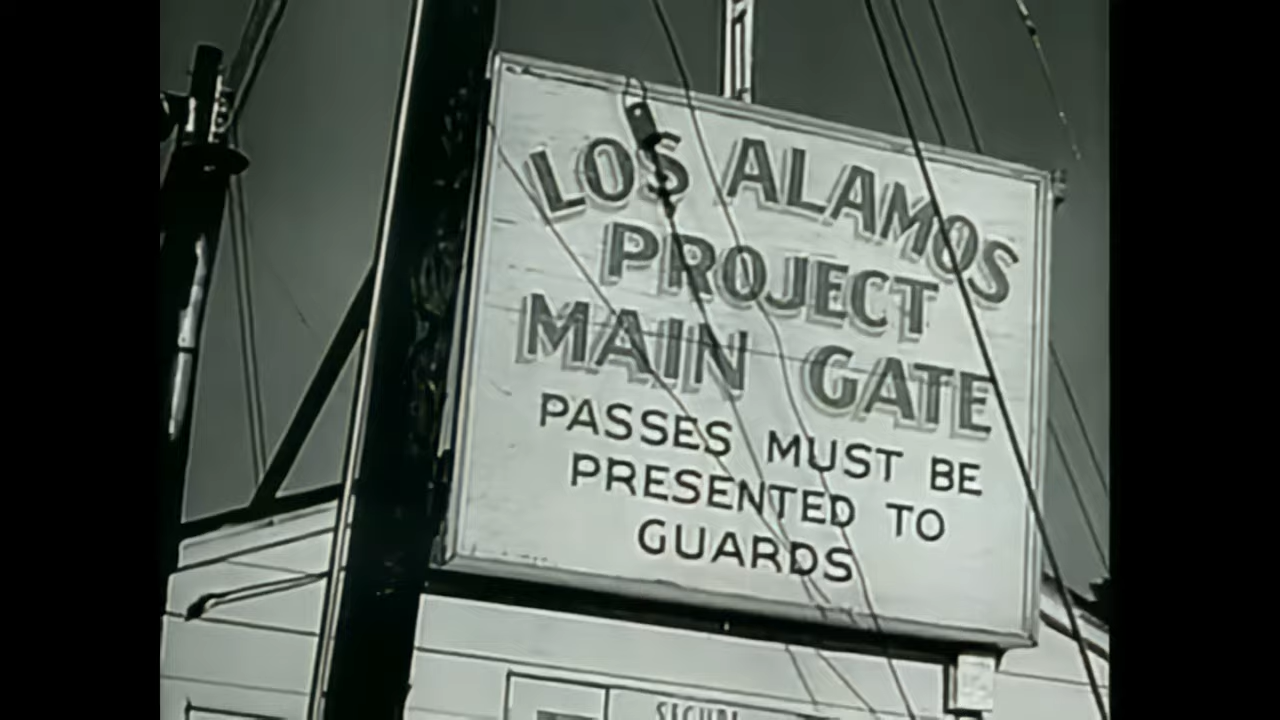 LOS ALAMOS
PROJECT
MAIN GATE
PASSES MUST BE
PRESENTED TO
GUARDS